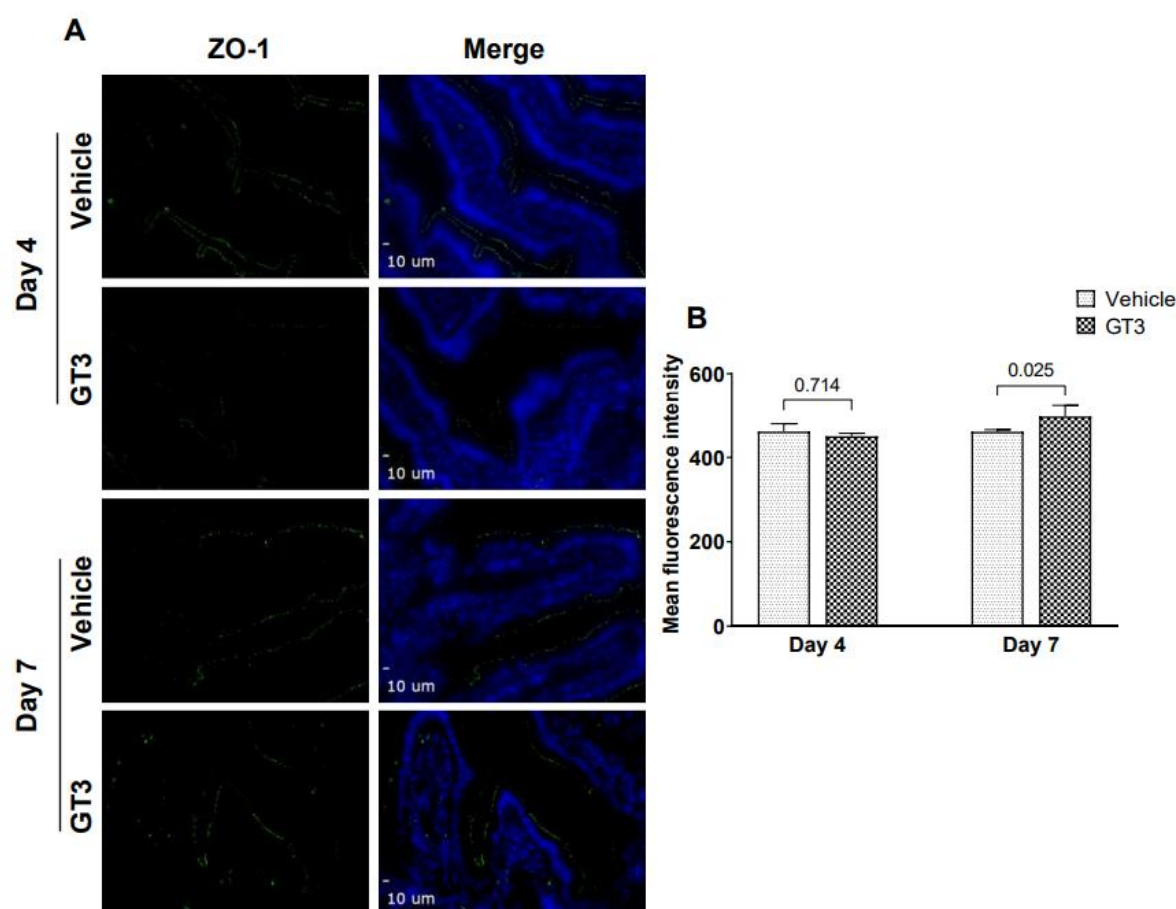 A
ZO-1 Merge
Day 4
Vehicle
10 um
GT3
10 um
Day 7
Vehicle
10 um
GT3
10 um
B
Vehicle
GT3
Mean fluorescence intensity
600
400
200
0
0.714
0.025
Day 4 Day 7